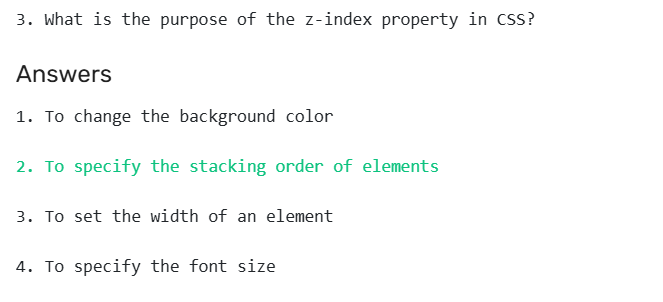 3. What is the purpose of the z-index property in CSS?
Answers
1. To change the background color
2. To specify the stacking order of elements
3. To set the width of an element
4. To specify the font size